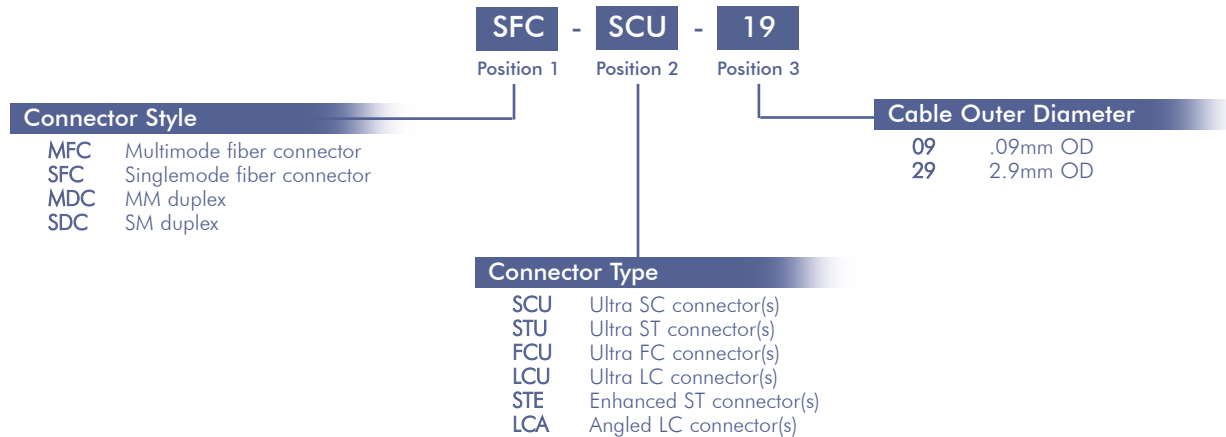 SFC - SCU - 19
Position 1 Position 2 Position 3
Connector Style
MFC Multimode fiber connector
SFC Singlemode fiber connector
MDC MM duplex
SDC SM duplex
Cable Outer Diameter
09 .09mm OD
29 2.9mm OD
Connector Type
SCU Ultra SC connector(s)
STU Ultra ST connector(s)
FCU Ultra FC connector(s)
LCU Ultra LC connector(s)
STE Enhanced ST connector(s)
LCA Angled LC connector(s)